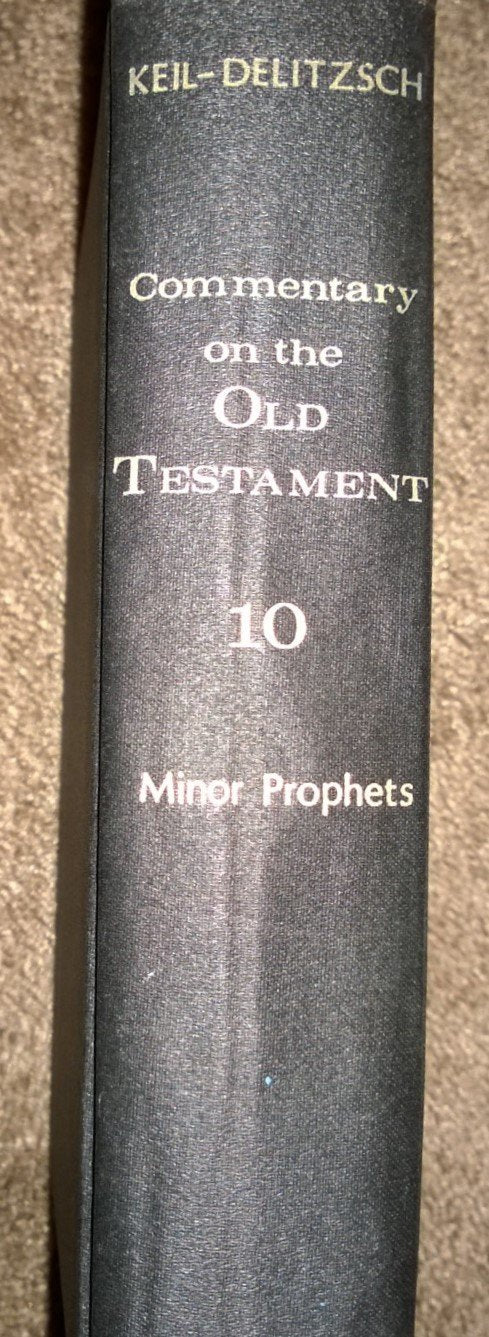 KEIL-DELITZSCH
Commentary
on the
OLD
TESTAMENT
10
Minor Prophets